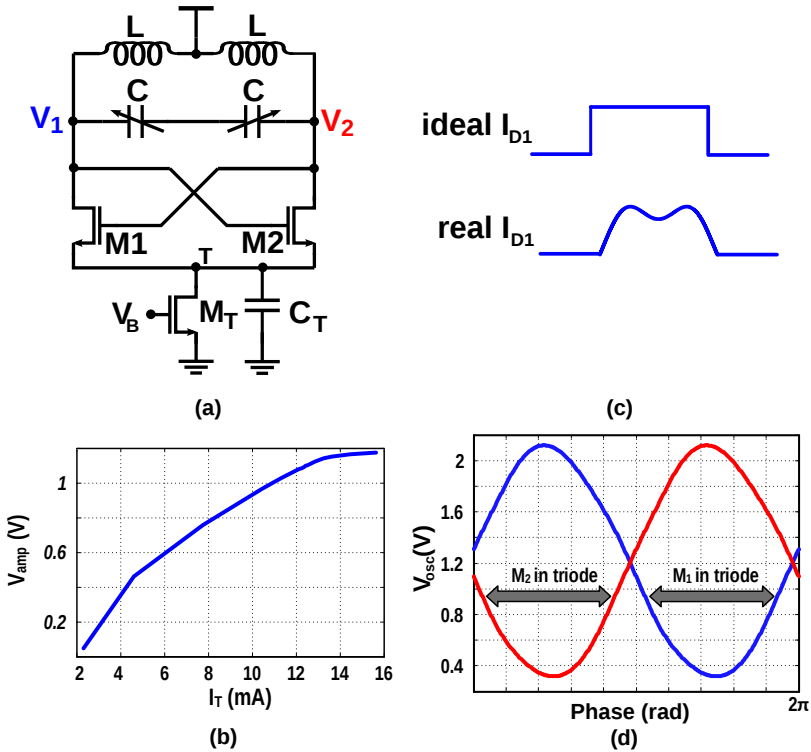 L L
C C
V1 V2
M1 M2
T
VB MT CT
(a)
ideal ID1
real ID1
(c)
Vamp (V)
1
0.6
0.2
2 4 6 8 10 12 14 16
IT (mA)
(b)
Vosc(V)
2
1.6
1.2
0.8
0.4
M2 in triode M1 in triode
Phase (rad) 2π
(d)